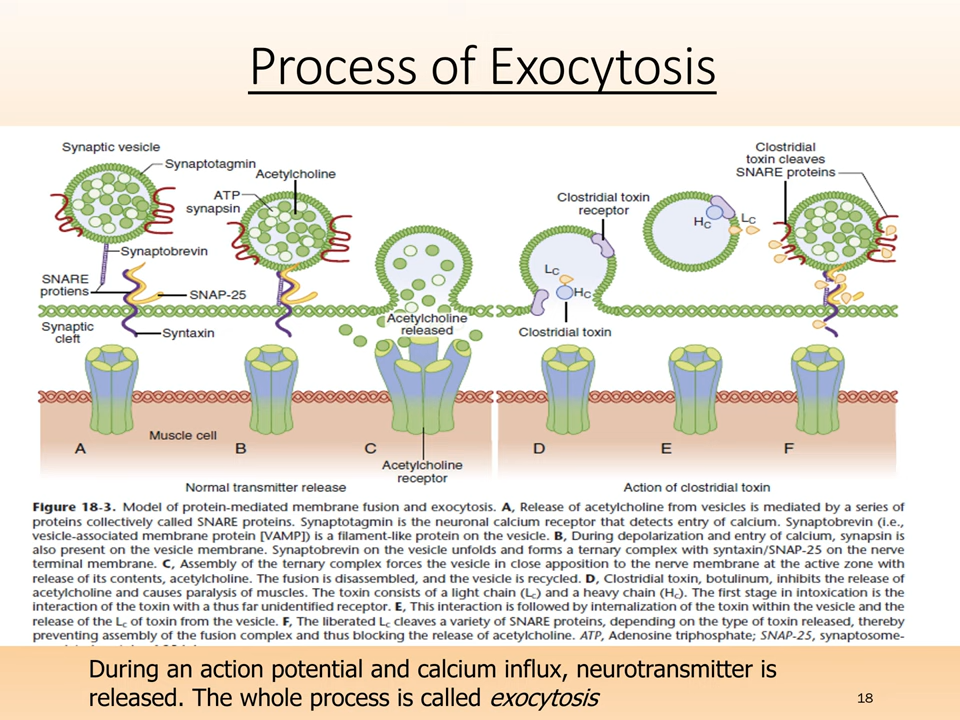 Process of Exocytosis
Synaptic vesicle
Synaptotagmin
Acetylcholine
ATP
synapsin
Synaptobrevin
SNARE
protiens
SNAP-25
Synaptic
cleft
Syntaxin
Acetylcholine
released
Clostridial toxin
receptor
Clostridial
toxin cleaves
SNARE proteins
HC
LC
LC
HC
Clostridial toxin
Muscle cell
A
B
C
D
E
F
Acetylcholine
receptor
Normal transmitter release
Action of clostridial toxin
Figure 18-3. Model of protein-mediated membrane fusion and exocytosis. A, Release of acetylcholine from vesicles is mediated by a series of
proteins collectively called SNARE proteins. Synaptotagmin is the neuronal calcium receptor that detects entry of calcium. Synaptobrevin (i.e.,
vesicle-associated membrane protein [VAMP]) is a filament-like protein on the vesicle. B, During depolarization and entry of calcium, synapsin is
also present on the vesicle membrane. Synaptobrevin on the vesicle unfolds and forms a ternary complex with syntaxin/SNAP-25 on the nerve
terminal membrane. C, Assembly of the ternary complex forces the vesicle in close apposition to the nerve membrane at the active zone with
release of its contents, acetylcholine. The fusion is disassembled, and the vesicle is recycled. D, Clostridial toxin, botulinum, inhibits the release of
acetylcholine and causes paralysis of muscles. The toxin consists of a light chain (LC) and a heavy chain (HC). The first stage in intoxication is the
interaction of the toxin with a thus far unidentified receptor. E, This interaction is followed by internalization of the toxin within the vesicle and the
release of the LC of toxin from the vesicle. F, The liberated LC cleaves a variety of SNARE proteins, depending on the type of toxin released, thereby
preventing assembly of the fusion complex and thus blocking the release of acetylcholine. ATP, Adenosine triphosphate; SNAP-25, synaptosome-
During an action potential and calcium influx, neurotransmitter is
released. The whole process is called exocytosis
18